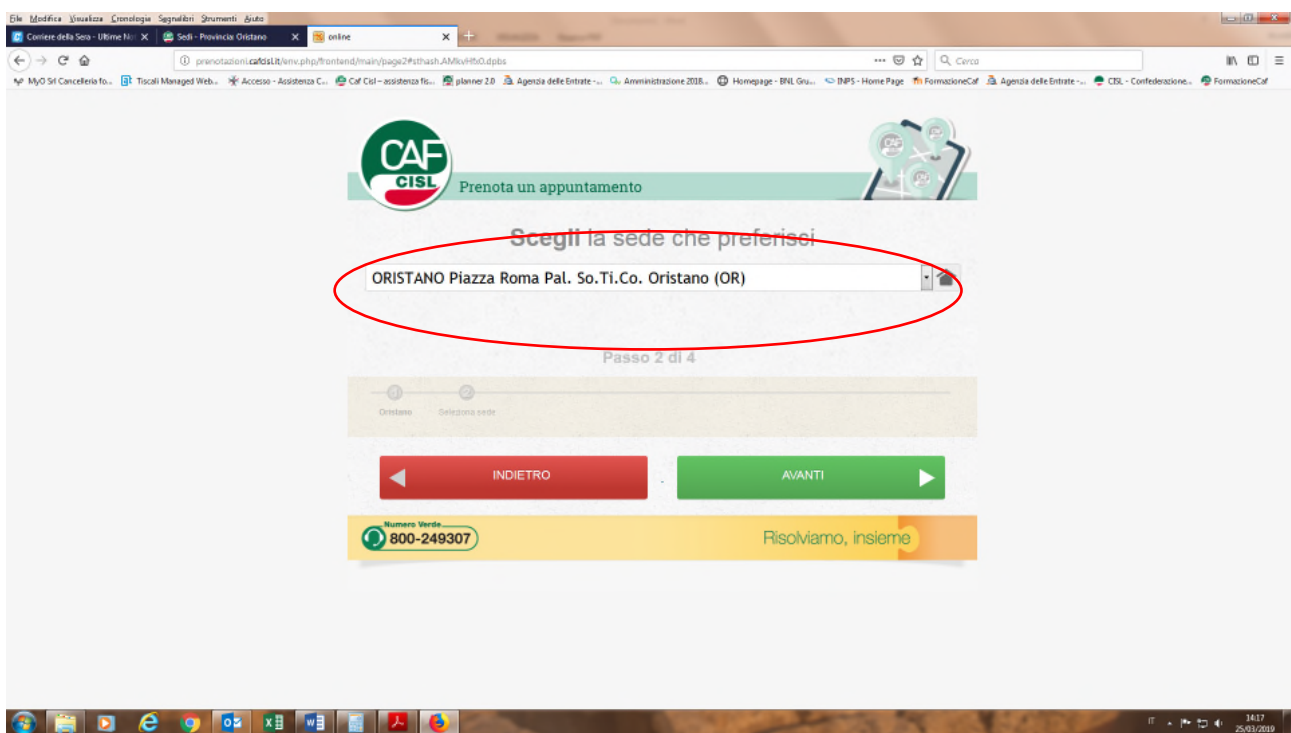 File Modifica Visualizza Cronologia Segnalibri Strumenti Aiuto
Corriere della Sera - Ultime No
Sedi - Provincia: Oristano
online
prenotazioni.cafcisl.it/env.php/frontend/main/page2#sthash.AMkvHfxO.dpbs
Cerca
MyO Srl Cancelleria fo... Tiscali Managed Web... Accesso - Assistenza C... Caf Cisl – assistenza fis... planner 2.0 Agenzia delle Entrate -... Amministrazione 2018... Homepage - BNL Gru... INPS - Home Page FormazioneCaf Agenzia delle Entrate -... CISL - Confederazione... FormazioneCaf
CAF
CISL
Prenota un appuntamento
Scegli la sede che preferisci
ORISTANO Piazza Roma Pal. So.Ti.Co. Oristano (OR)
Passo 2 di 4
1 2
Oristano Seleziona sede
INDIETRO
AVANTI
Numero Verde
800-249307
Risolviamo, insieme
IT
14:17
25/03/2019